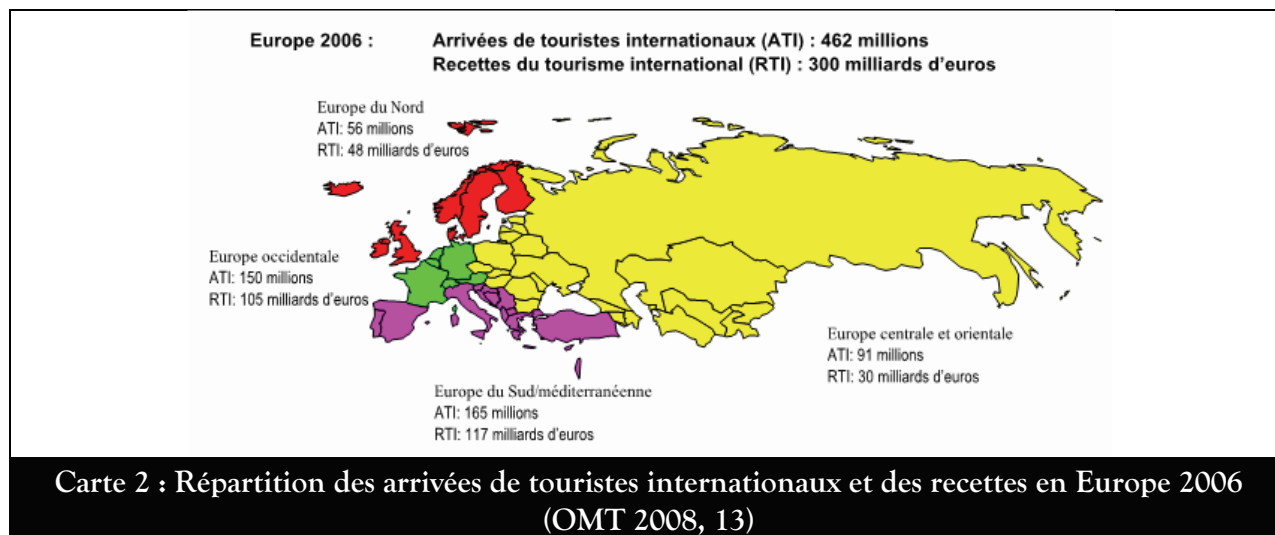 Europe 2006 : Arrivées de touristes internationaux (ATI) : 462 millions
Recettes du tourisme international (RTI) : 300 milliards d'euros
Europe du Nord
ATI: 56 millions
RTI: 48 milliards d'euros
Europe occidentale
ATI: 150 millions
RTI: 105 milliards d'euros
Europe centrale et orientale
ATI: 91 millions
RTI: 30 milliards d'euros
Europe du Sud/méditerranéenne
ATI: 165 millions
RTI: 117 milliards d'euros
Carte 2 : Répartition des arrivées de touristes internationaux et des recettes en Europe 2006
(OMT 2008, 13)